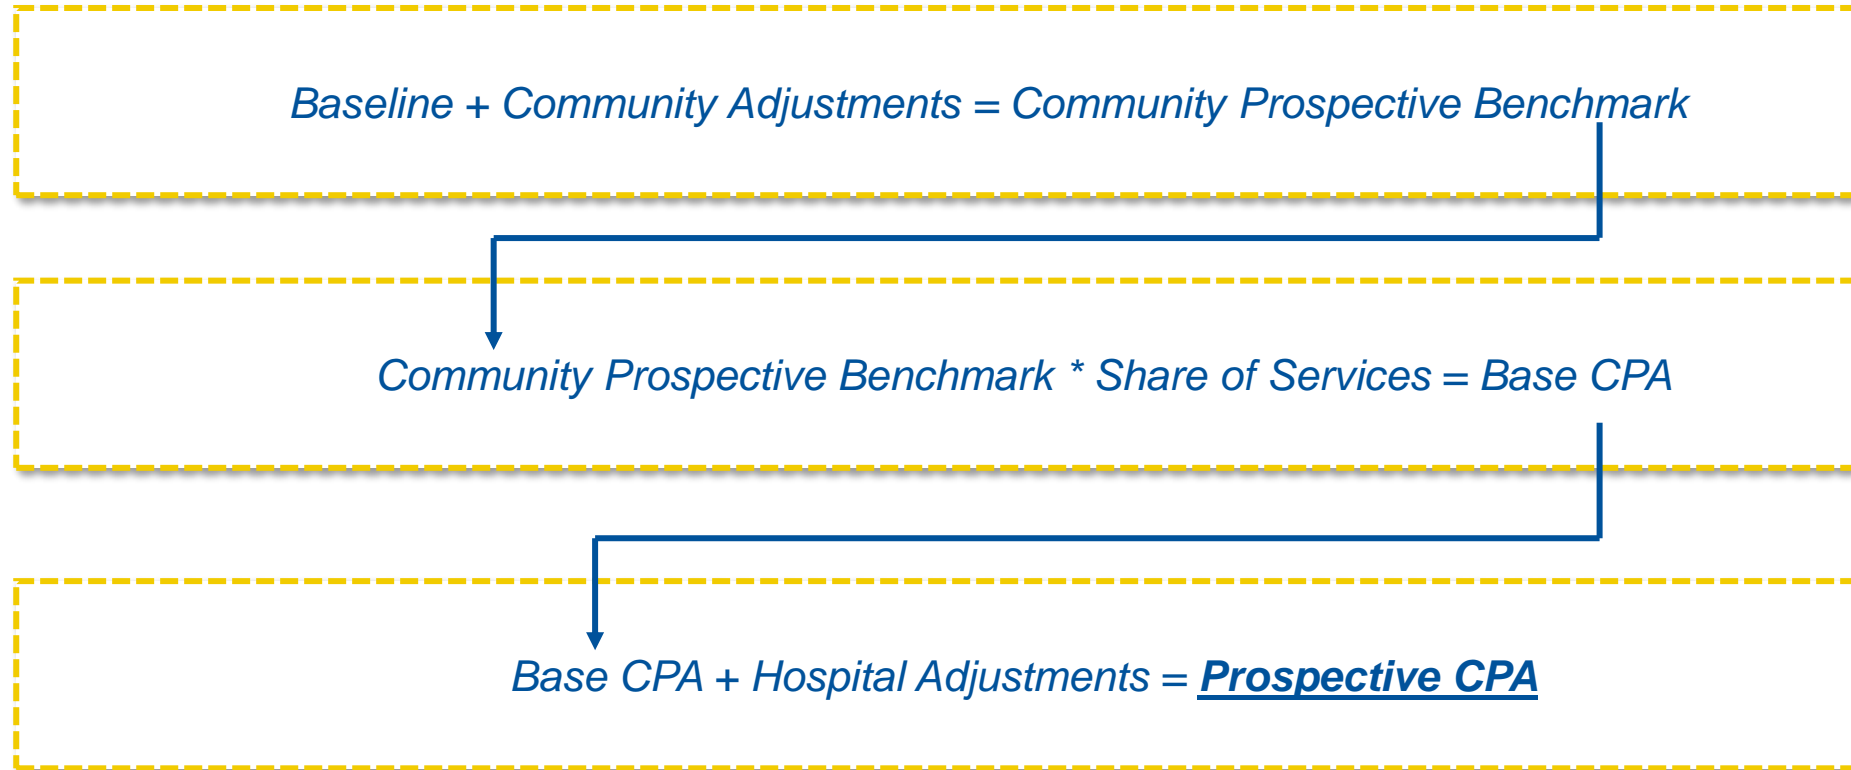 Baseline + Community Adjustments = Community Prospective Benchmark
Community Prospective Benchmark * Share of Services = Base CPA
Base CPA + Hospital Adjustments = Prospective CPA